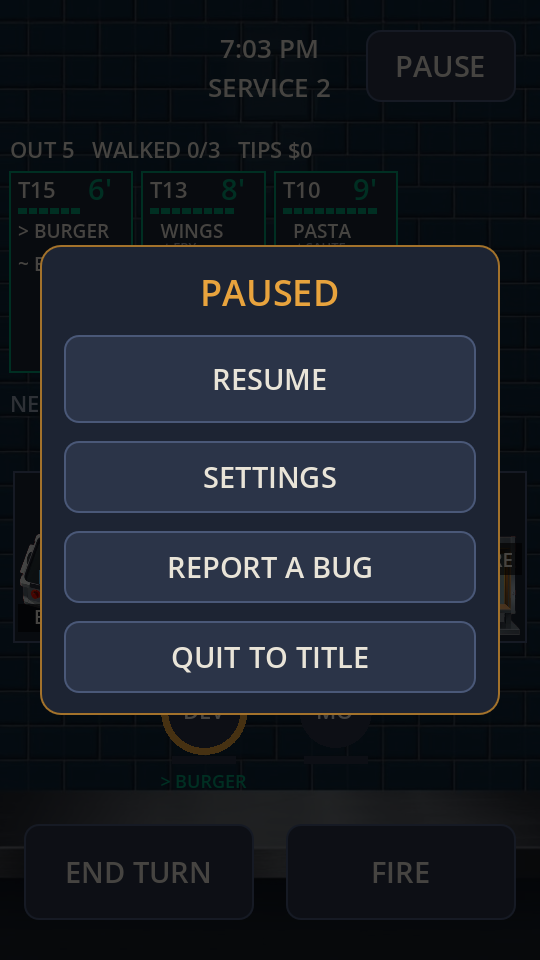 7:03 PM
PAUSE
SERVICE 2
OUT 5 WALKED 0/3 TIPS $0
T15 6' T13 8' T10 9'
> BURGER WINGS PASTA
PAUSED
RESUME
SETTINGS
REPORT A BUG
QUIT TO TITLE
> BURGER
END TURN FIRE